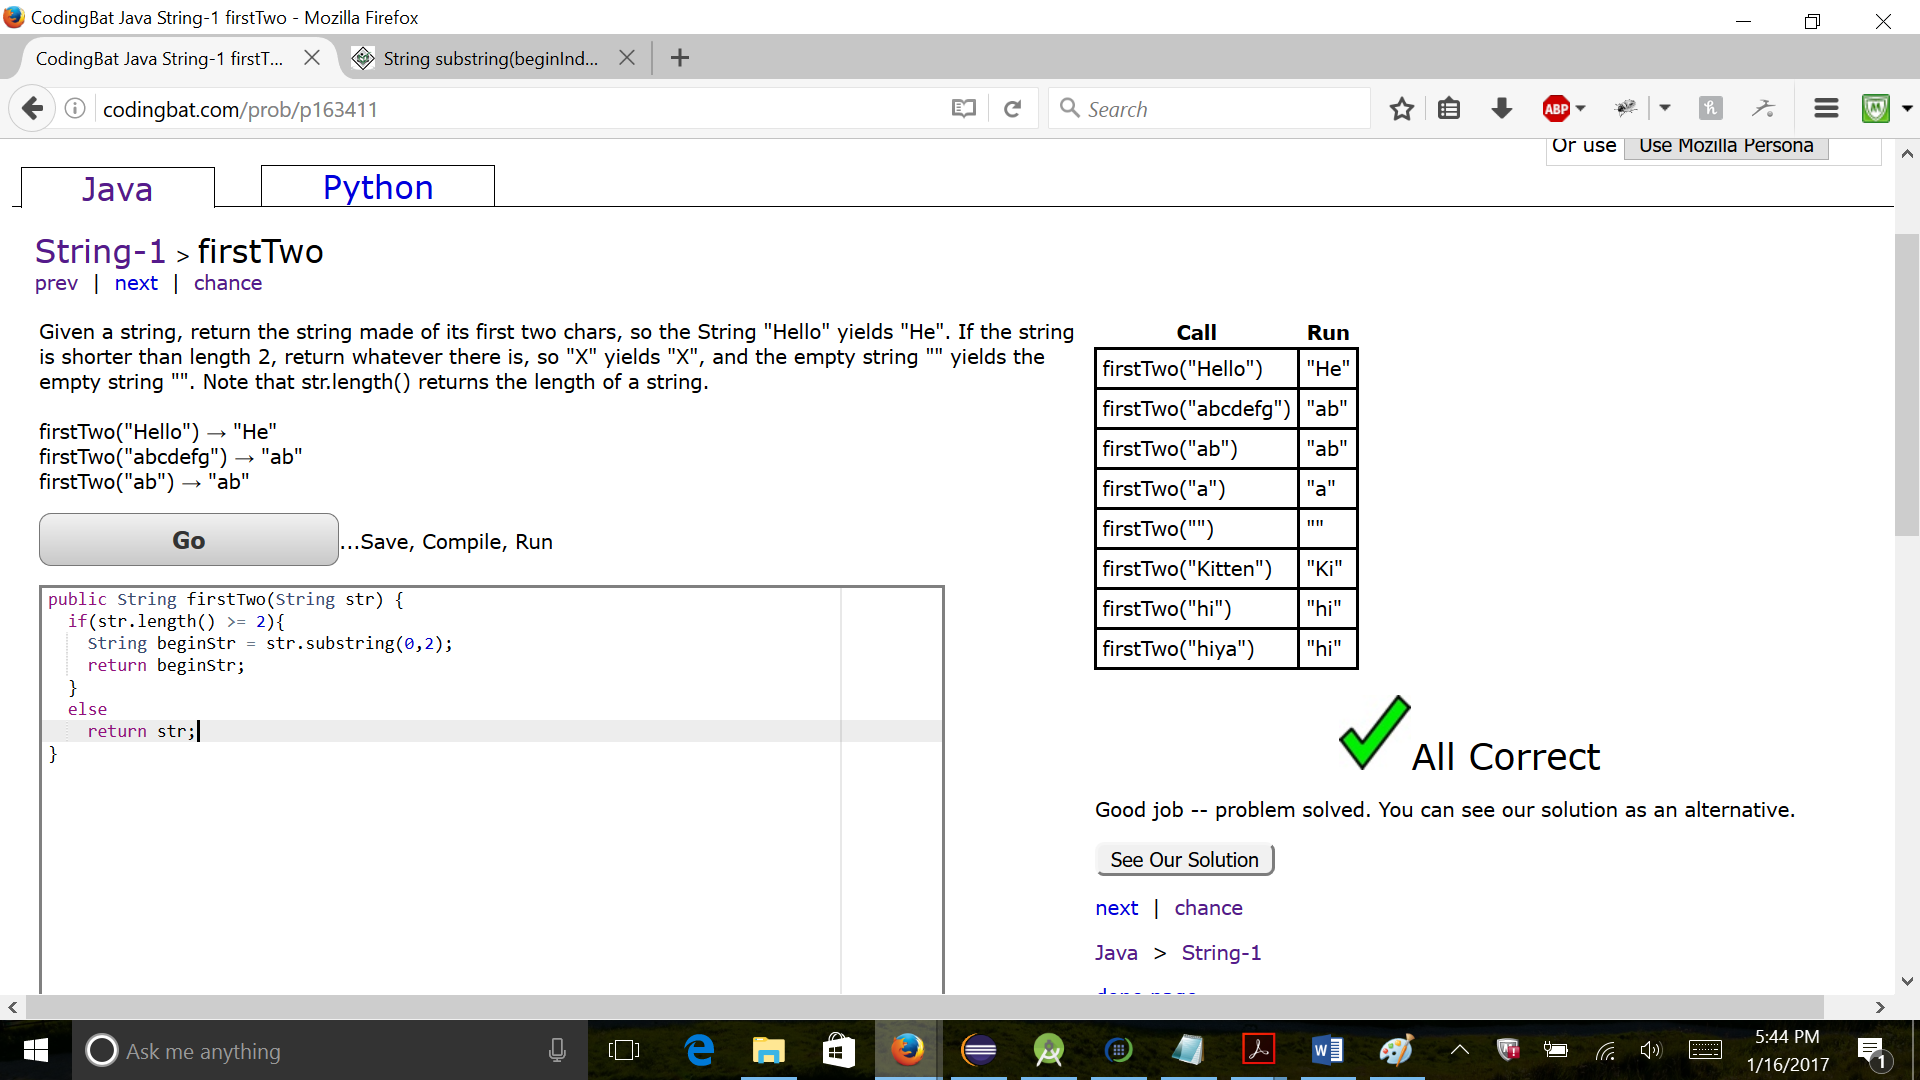 CodingBat Java String-1 firstTwo - Mozilla Firefox
CodingBat Java String-1 firstT...
String substring(beginInd...
codingbat.com/prob/p163411
Search
ABP
Or use Use Mozilla Persona
Java
Python
String-1 > firstTwo
prev | next | chance
Given a string, return the string made of its first two chars, so the String "Hello" yields "He". If the string
is shorter than length 2, return whatever there is, so "X" yields "X", and the empty string "" yields the
empty string "". Note that str.length() returns the length of a string.
firstTwo("Hello") → "He"
firstTwo("abcdefg") → "ab"
firstTwo("ab") → "ab"
Go ...Save, Compile, Run
public String firstTwo(String str) {
if(str.length() >= 2){
String beginStr = str.substring(0,2);
return beginStr;
}
else
return str;
}
Call Run
firstTwo("Hello") "He"
firstTwo("abcdefg") "ab"
firstTwo("ab") "ab"
firstTwo("a") "a"
firstTwo("") ""
firstTwo("Kitten") "Ki"
firstTwo("hi") "hi"
firstTwo("hiya") "hi"
All Correct
Good job -- problem solved. You can see our solution as an alternative.
See Our Solution
next | chance
Java > String-1
Ask me anything
5:44 PM
1/16/2017
1